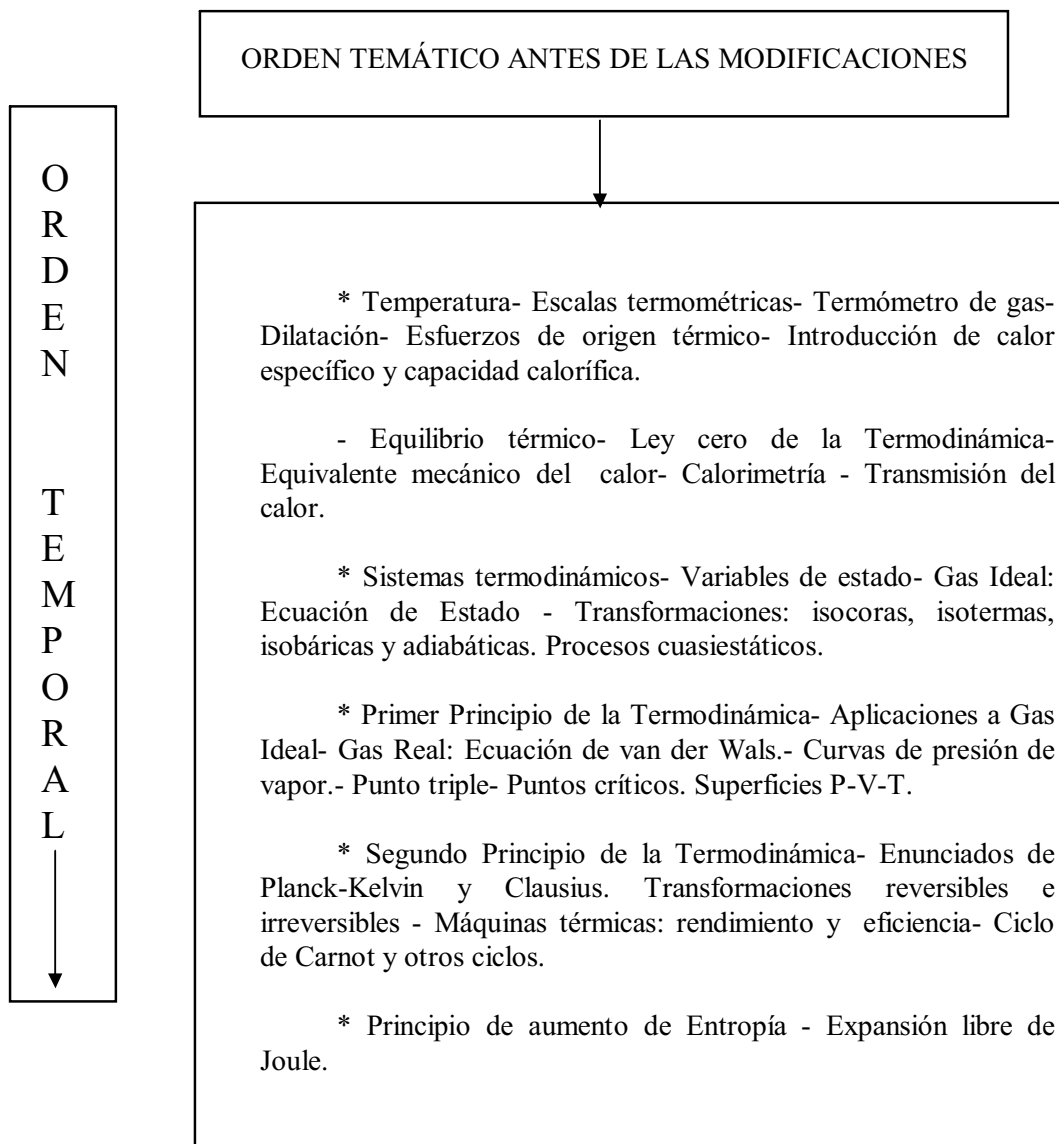 ORDEN TEMÁTICO ANTES DE LAS MODIFICACIONES
ORDEN TEMPORAL
* Temperatura- Escalas termométricas- Termómetro de gas-
Dilatación- Esfuerzos de origen térmico- Introducción de calor
específico y capacidad calorífica.
- Equilibrio térmico- Ley cero de la Termodinámica-
Equivalente mecánico del calor- Calorimetría - Transmisión del
calor.
* Sistemas termodinámicos- Variables de estado- Gas Ideal:
Ecuación de Estado - Transformaciones: isocoras, isotermas,
isobáricas y adiabáticas. Procesos cuasiestáticos.
* Primer Principio de la Termodinámica- Aplicaciones a Gas
Ideal- Gas Real: Ecuación de van der Wals.- Curvas de presión de
vapor.- Punto triple- Puntos críticos. Superficies P-V-T.
* Segundo Principio de la Termodinámica- Enunciados de
Planck-Kelvin y Clausius. Transformaciones reversibles e
irreversibles - Máquinas térmicas: rendimiento y eficiencia- Ciclo
de Carnot y otros ciclos.
* Principio de aumento de Entropía - Expansión libre de
Joule.